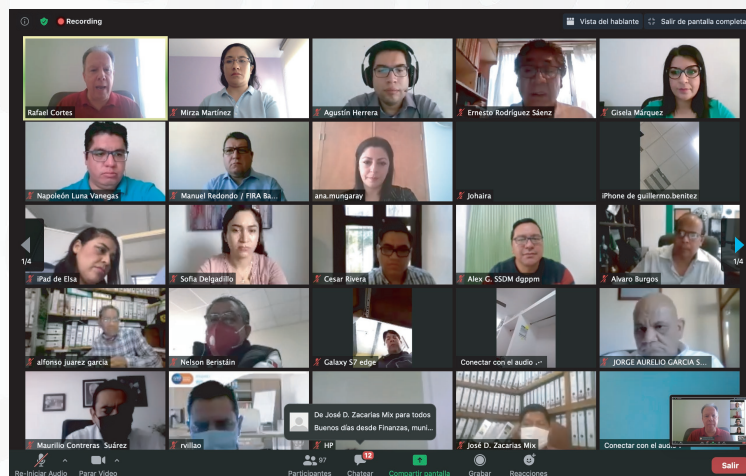 Recording
Vista del hablante
Salir de pantalla completa
Rafael Cortes
Mirza Martínez
Agustín Herrera
Ernesto Rodríguez Sáenz
Gisela Márquez
Napoleón Luna Vanegas
Manuel Redondo / FIRA Ba...
ana.mungaray
Johaira
iPhone de guillermo.benitez
1/4
iPad de Elsa
Sofia Delgadillo
Cesar Rivera
Alex G. SSDM dgppm
Alvaro Burgos
1/4
alfonso juarez garcia
Nelson Beristáin
Galaxy S7 edge
Conectar con el audio ...
JORGE AURELIO GARCIA S...
Maurilio Contreras Suárez
rvillao
HP
José D. Zacarias Mix
Conectar con el au
De José D. Zacarias Mix para todos
Buenos días desde Finanzas, muni...
Re-Iniciar Audio
Parar Video
97
Participantes
12
Chatear
Compartir pantalla
Grabar
Reacciones
Salir